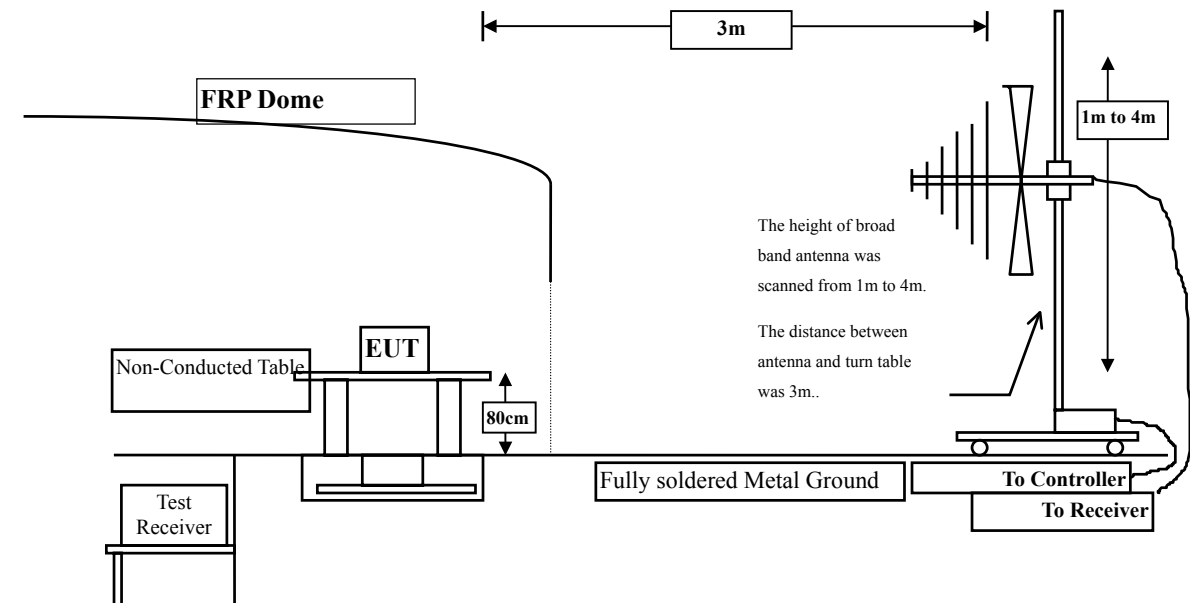 3m
FRP Dome
1m to 4m
The height of broad
band antenna was
scanned from 1m to 4m.
The distance between
antenna and turn table
was 3m..
EUT
Non-Conducted Table
80cm
Fully soldered Metal Ground
To Controller
To Receiver
Test
Receiver